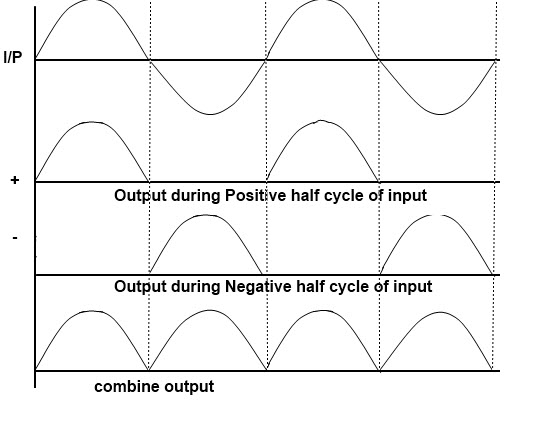 I/P
+
Output during Positive half cycle of input
-
Output during Negative half cycle of input
combine output